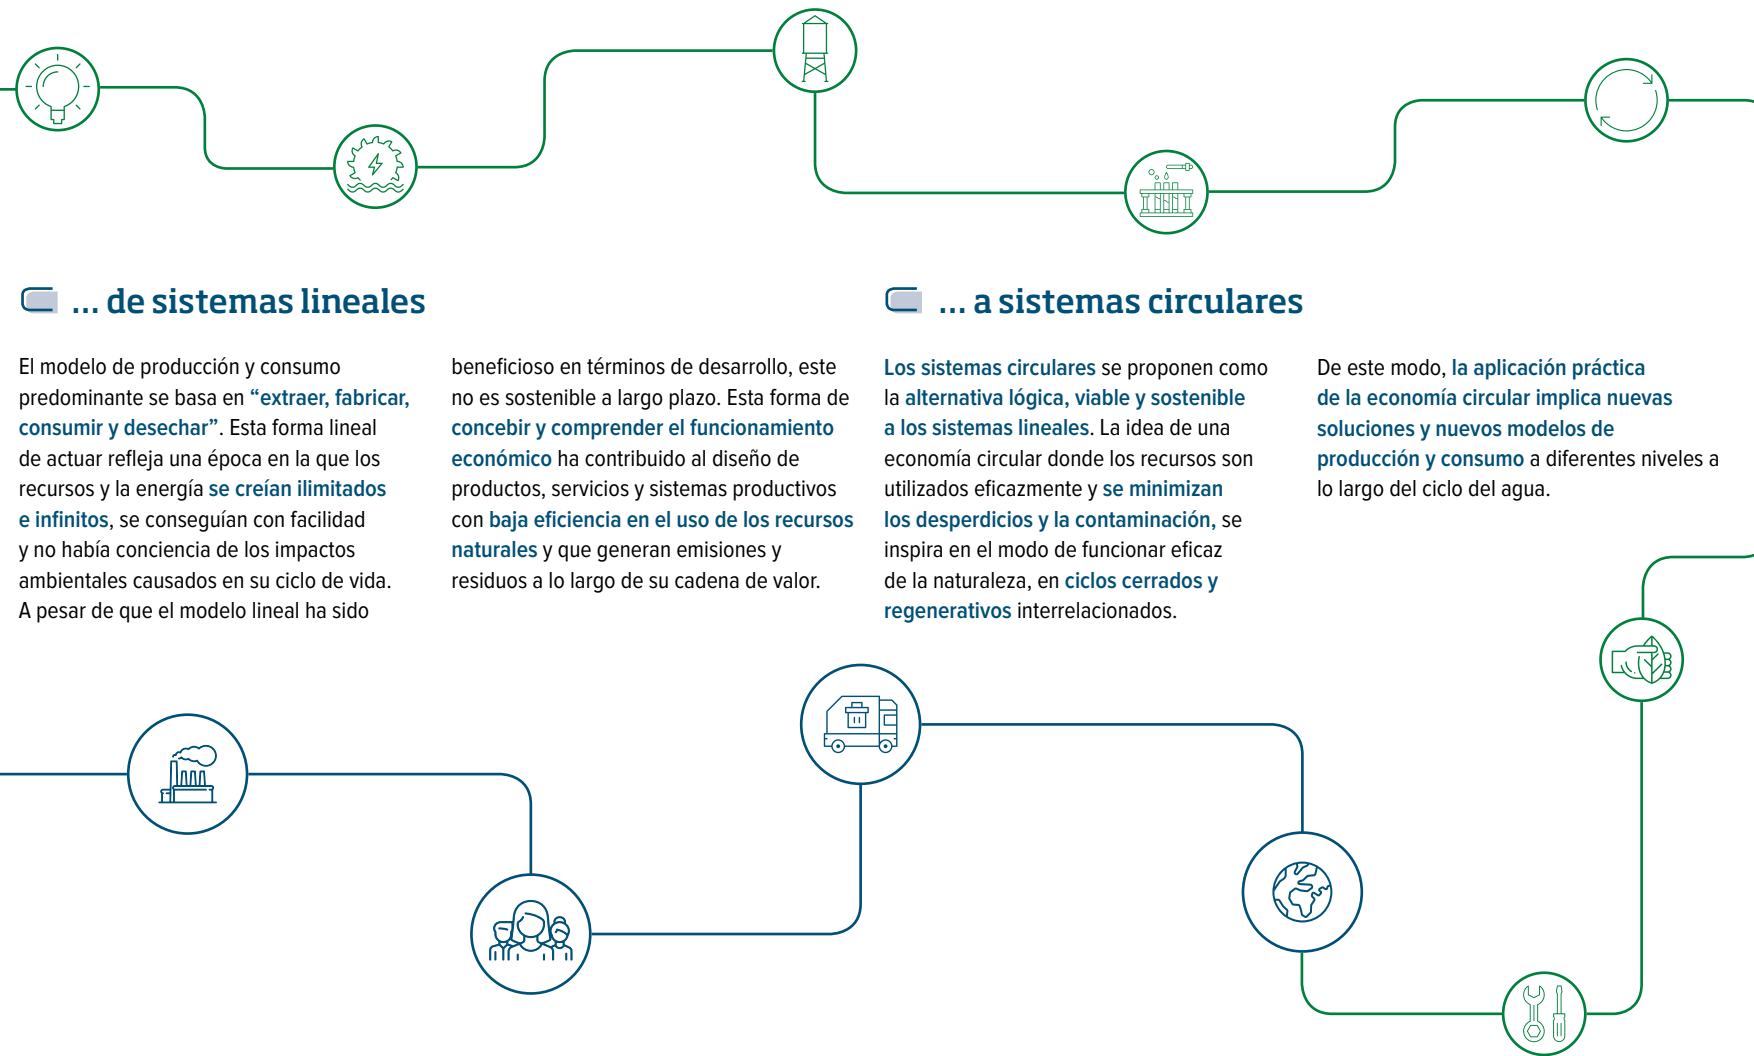 ... de sistemas lineales
El modelo de producción y consumo
predominante se basa en “extraer, fabricar,
consumir y desechar”. Esta forma lineal
de actuar refleja una época en la que los
recursos y la energía se creían ilimitados
e infinitos, se conseguían con facilidad
y no había conciencia de los impactos
ambientales causados en su ciclo de vida.
A pesar de que el modelo lineal ha sido
beneficioso en términos de desarrollo, este
no es sostenible a largo plazo. Esta forma de
concebir y comprender el funcionamiento
económico ha contribuido al diseño de
productos, servicios y sistemas productivos
con baja eficiencia en el uso de los recursos
naturales y que generan emisiones y
residuos a lo largo de su cadena de valor.
... a sistemas circulares
Los sistemas circulares se proponen como
la alternativa lógica, viable y sostenible
a los sistemas lineales. La idea de una
economía circular donde los recursos son
utilizados eficazmente y se minimizan
los desperdicios y la contaminación, se
inspira en el modo de funcionar eficaz
de la naturaleza, en ciclos cerrados y
regenerativos interrelacionados.
De este modo, la aplicación práctica
de la economía circular implica nuevas
soluciones y nuevos modelos de
producción y consumo a diferentes niveles a
lo largo del ciclo del agua.